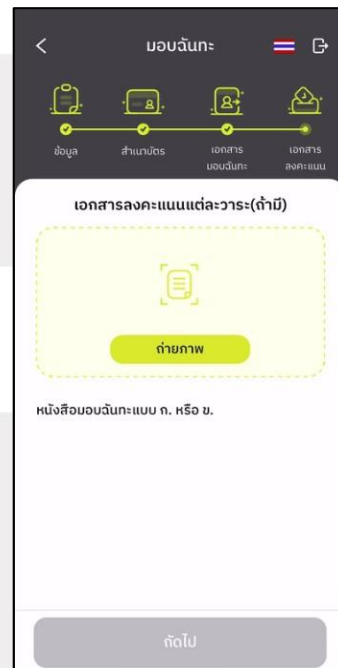 มอบฉันทะ
ข้อมูล
สำเนาบัตร
เอกสาร
มอบฉันทะ
เอกสาร
ลงคะแนน
เอกสารลงคะแนนแต่ละวาระ(ถ้ามี)
ถ่ายภาพ
หนังสือมอบฉันทะแบบ ก. หรือ ข.
ถัดไป